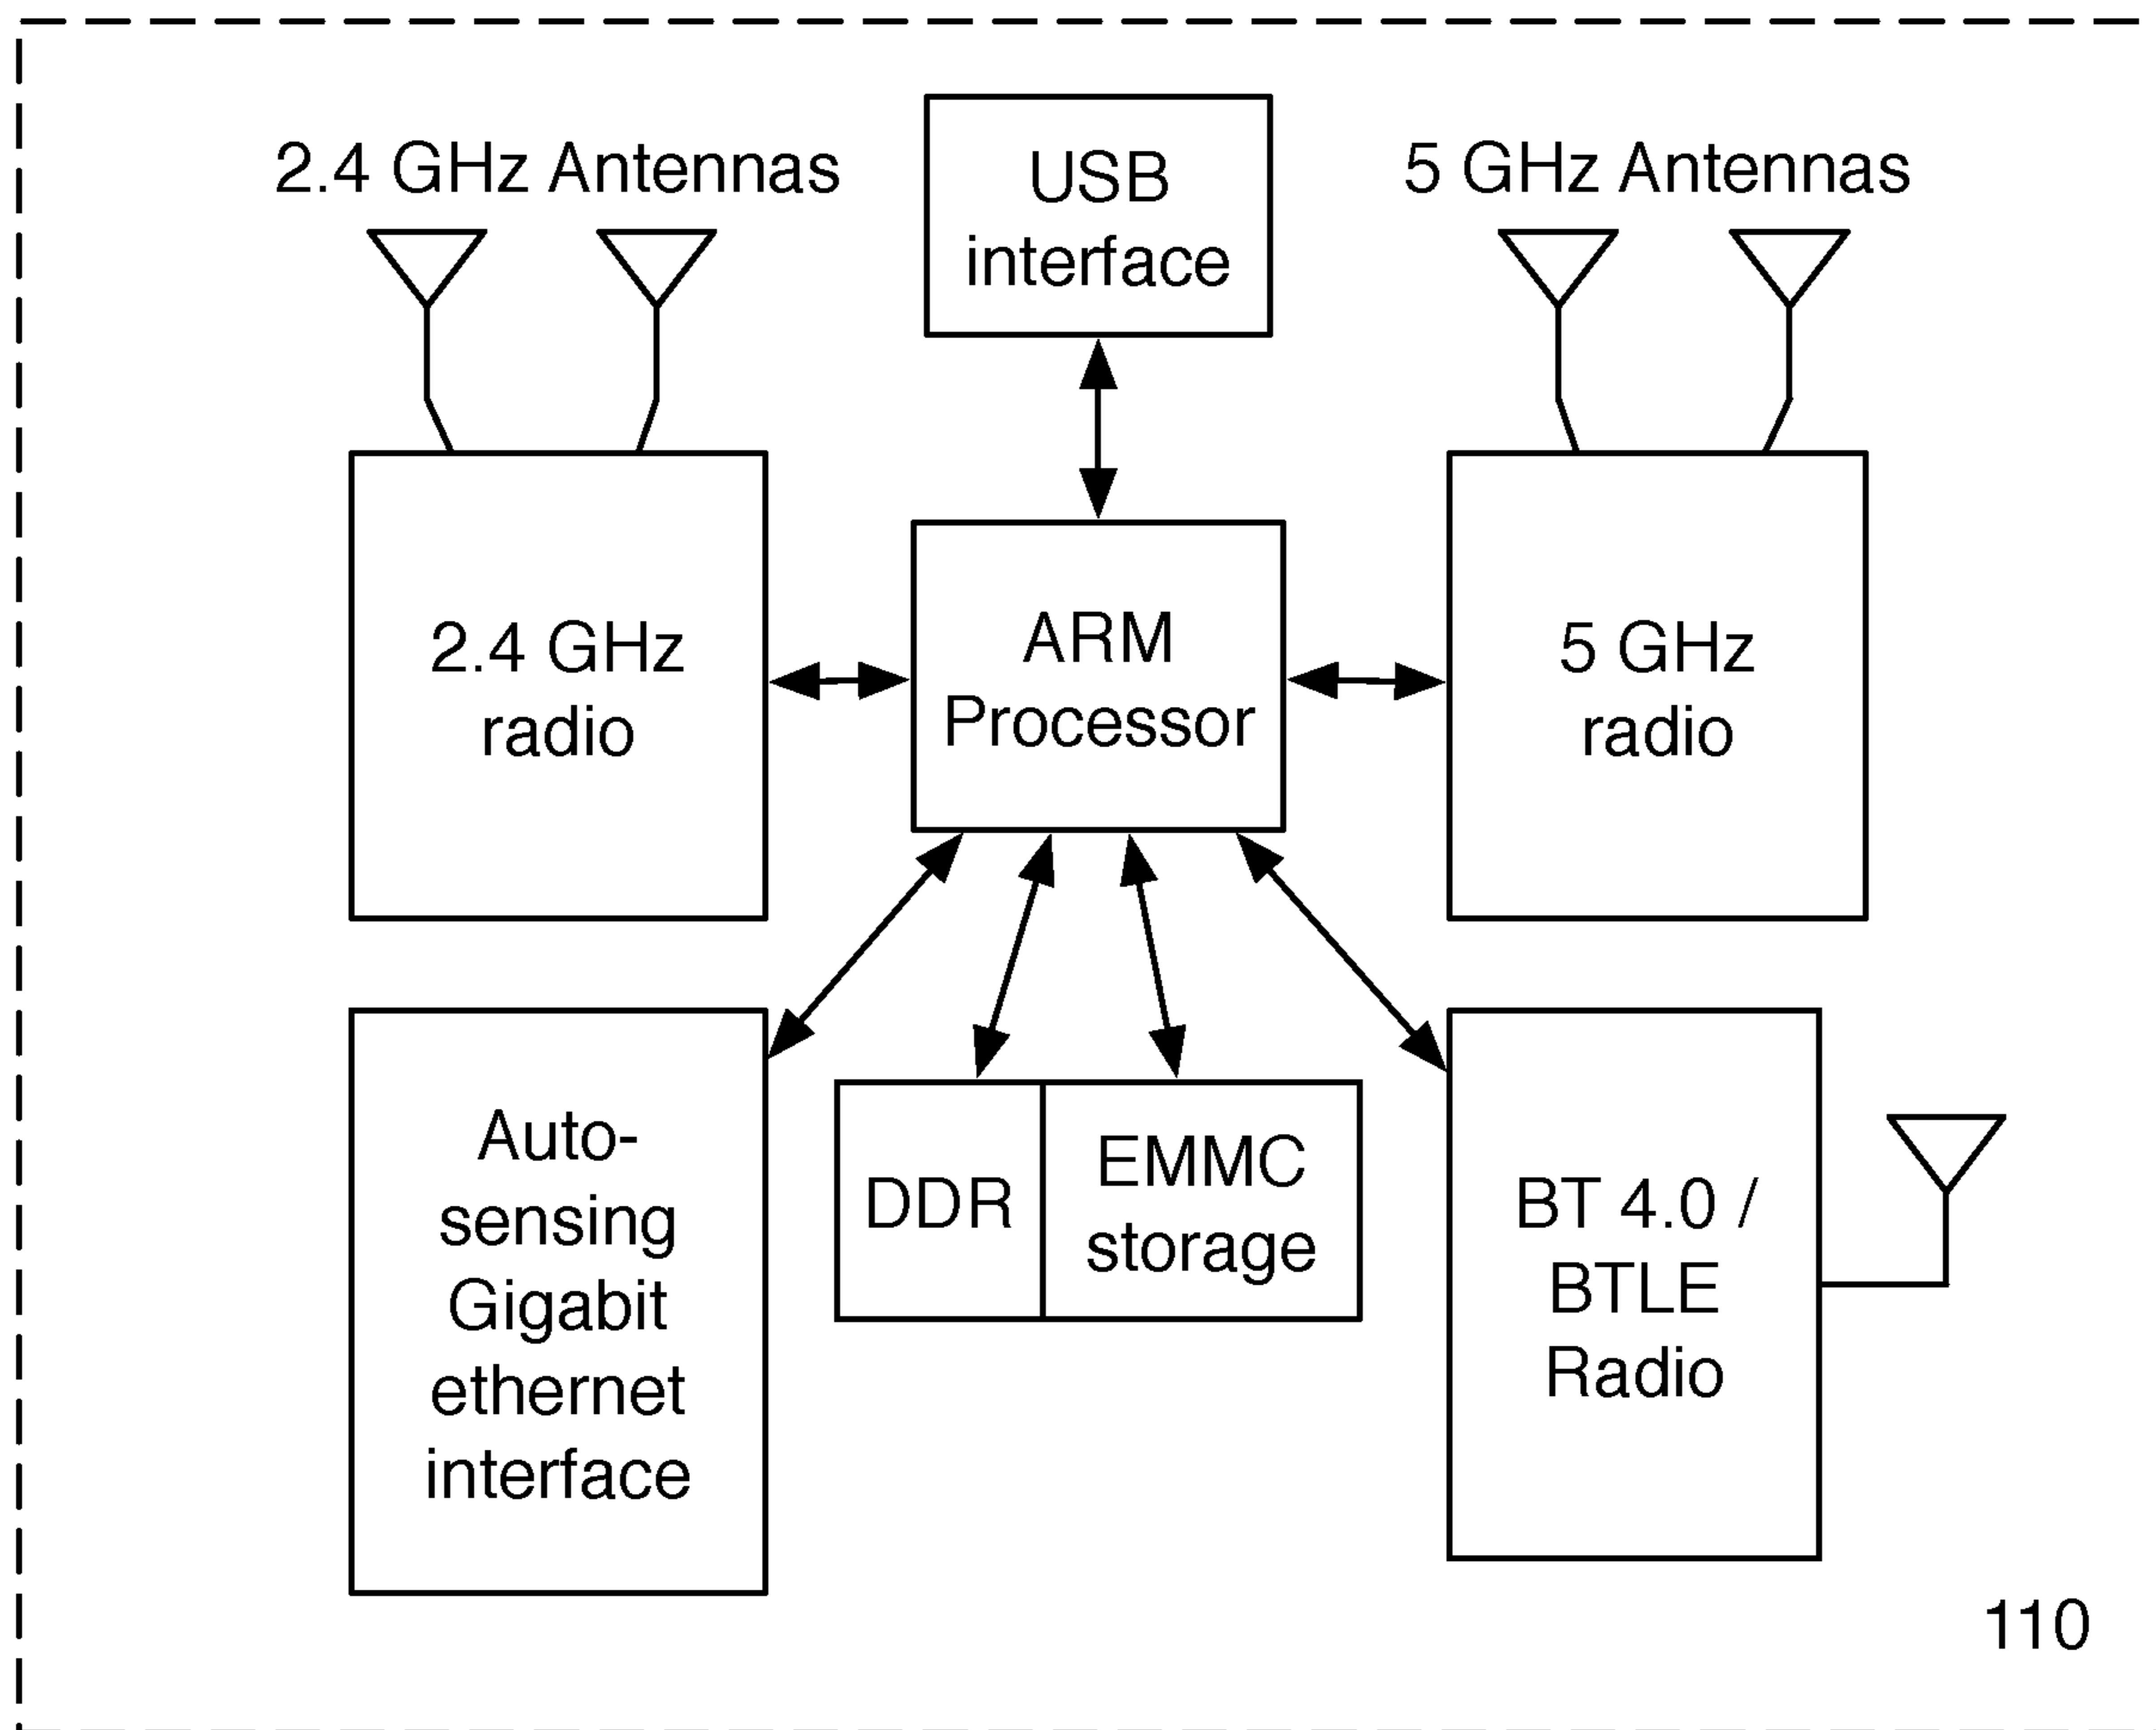 2.4 GHz Antennas
USB
interface
5 GHz Antennas
2.4 GHz
radio
ARM
Processor
5 GHz
radio
Auto-
sensing
Gigabit
ethernet
interface
DDR
EMMC
storage
BT 4.0 /
BTLE
Radio
110